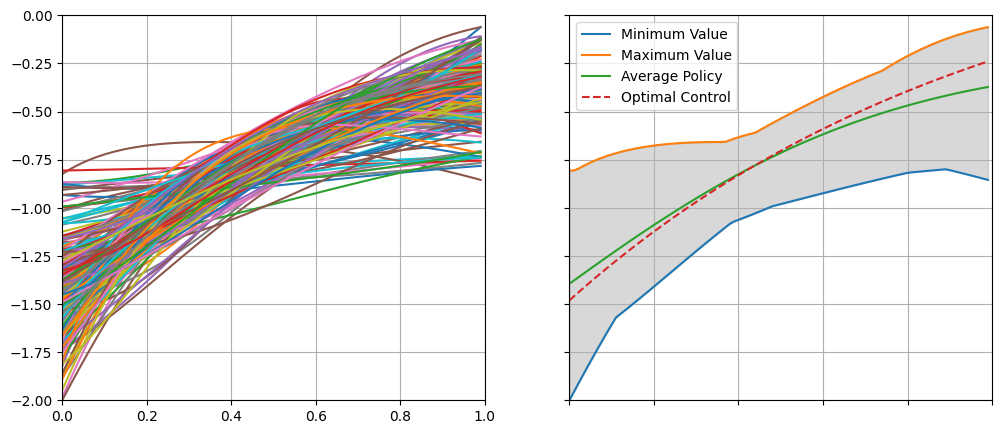 0.00
−0.25
−0.50
−0.75
−1.00
−1.25
−1.50
−1.75
−2.00
0.0 0.2 0.4 0.6 0.8 1.0
Minimum Value
Maximum Value
Average Policy
Optimal Control